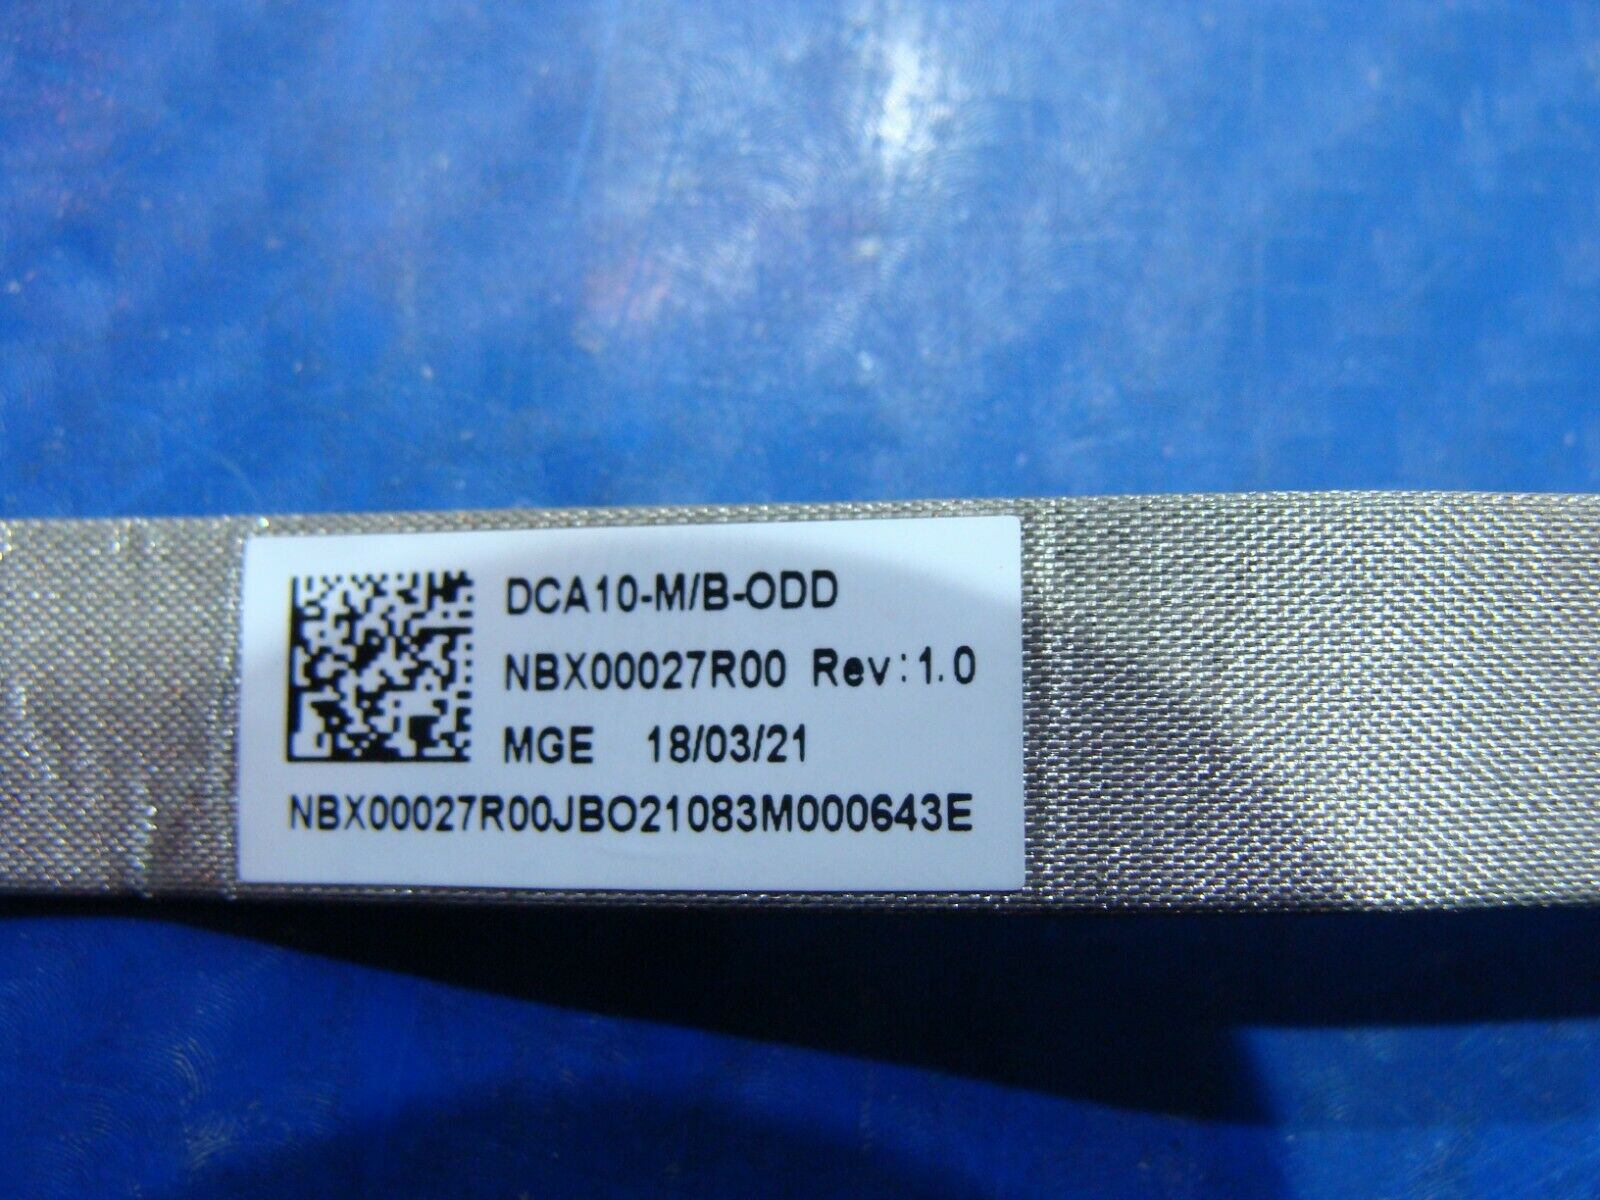 DCA10-M/B-ODD
NBX00027R00 Rev:1.0
MGE 18/03/21
NBX00027R00JBO21083M000643E